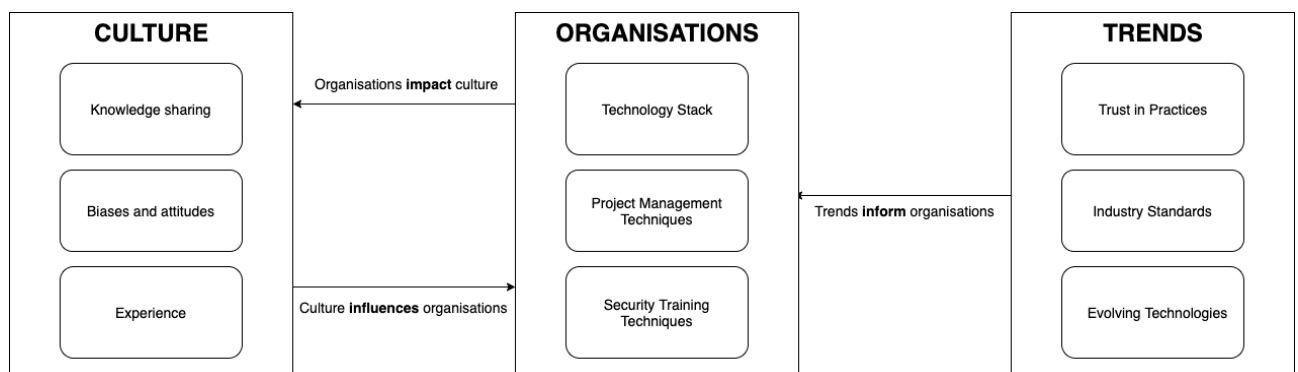 CULTURE
Knowledge sharing
Biases and attitudes
Experience
Organisations impact culture
Culture influences organisations
ORGANISATIONS
Technology Stack
Project Management
Techniques
Security Training
Techniques
Trends inform organisations
TRENDS
Trust in Practices
Industry Standards
Evolving Technologies